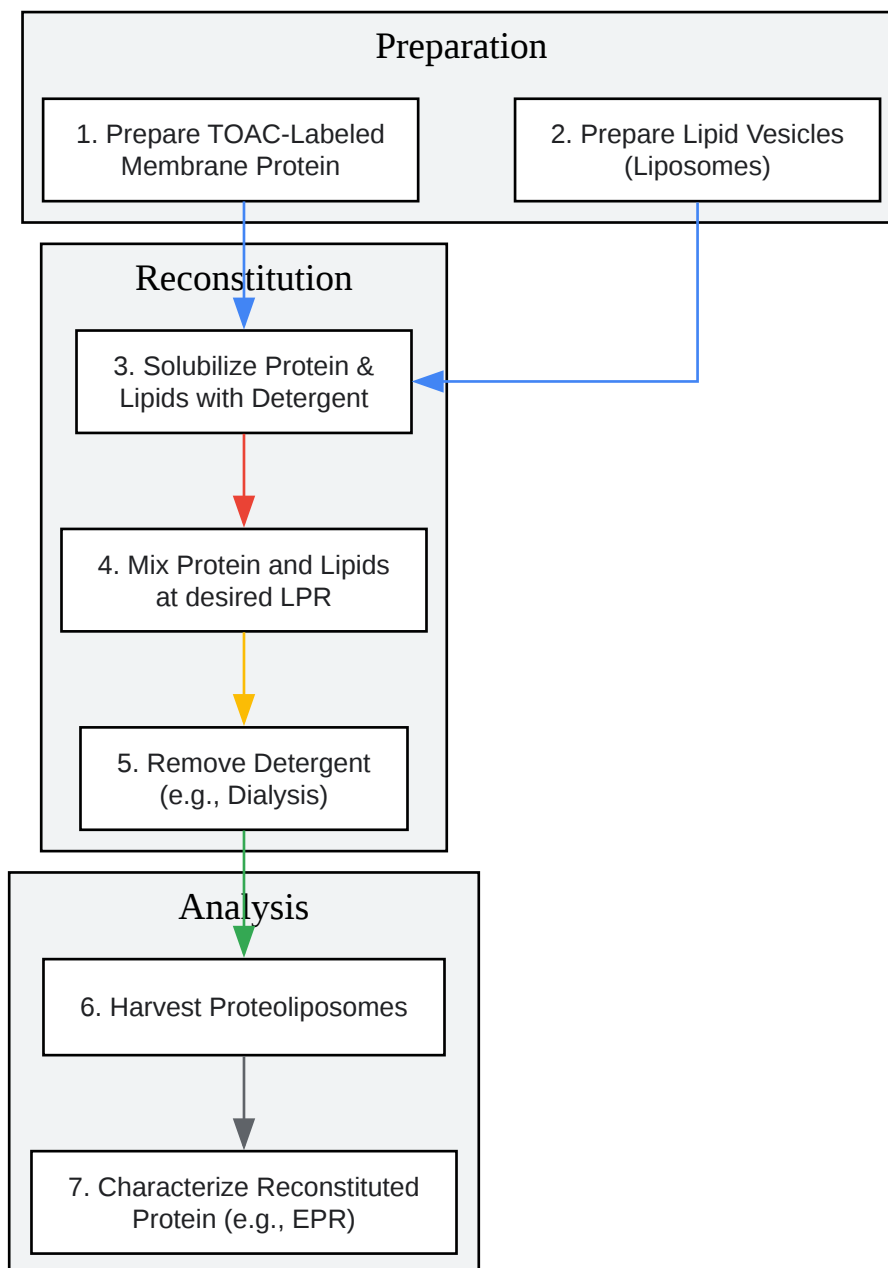 Preparation
1. Prepare TOAC-Labeled
Membrane Protein
2. Prepare Lipid Vesicles
(Liposomes)
Reconstitution
3. Solubilize Protein &
Lipids with Detergent
4. Mix Protein and Lipids
at desired LPR
5. Remove Detergent
(e.g., Dialysis)
Analysis
6. Harvest Proteoliposomes
7. Characterize Reconstituted
Protein (e.g., EPR)